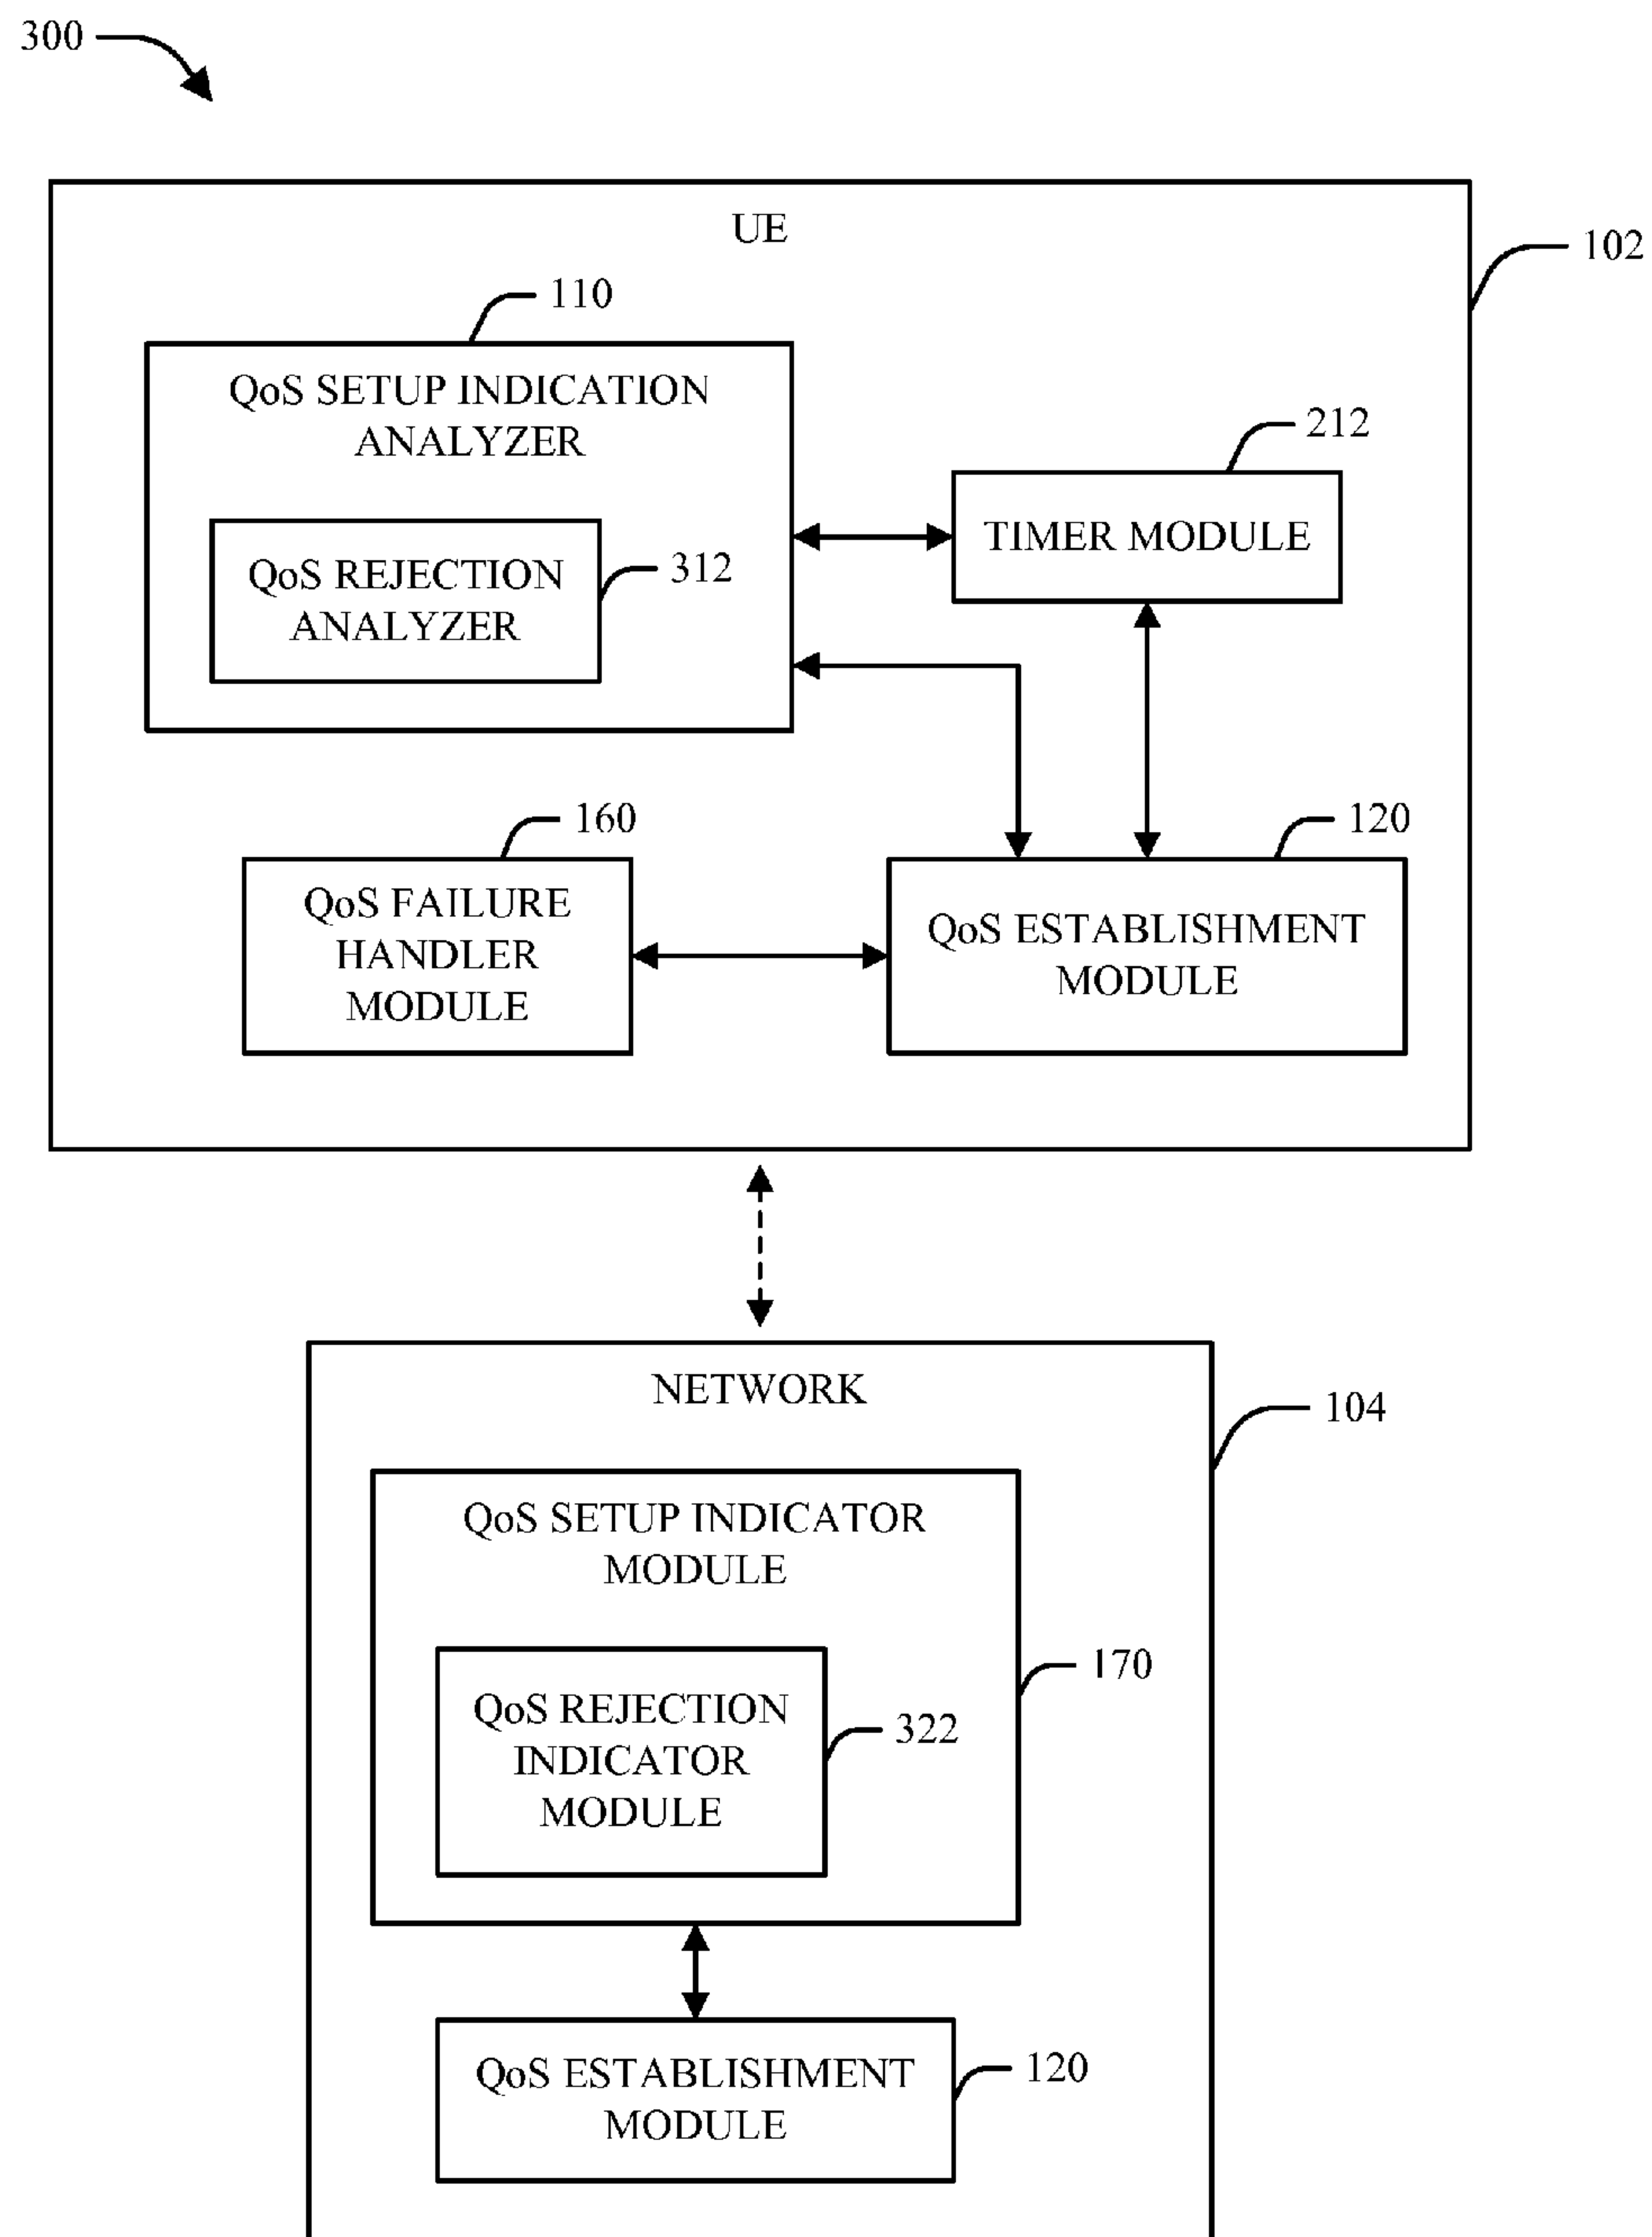 300
UE
102
110
QoS SETUP INDICATION
ANALYZER
212
TIMER MODULE
QoS REJECTION
ANALYZER
312
160
120
QoS FAILURE
HANDLER
MODULE
QoS ESTABLISHMENT
MODULE
NETWORK
104
QoS SETUP INDICATOR
MODULE
170
QoS REJECTION
INDICATOR
MODULE
322
QoS ESTABLISHMENT
MODULE
120